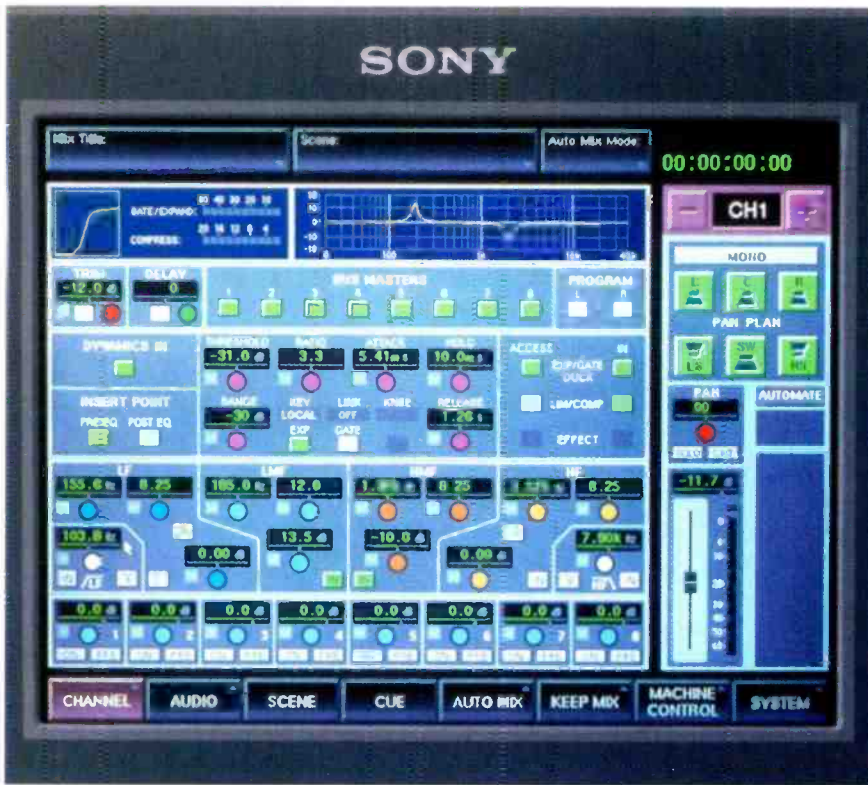 SONY
Mix Title:
Scene:
Auto Mix Mode:
00:00:00:00
GATE/EXPAND:
COMPRESS:
CH1
MONO
L C R
PAN PLAN
LS SW RS
TRIM
-12.0
DELAY
0
MIX MASTERS
1 2 3 4 5 6 7 8
PROGRAM
L R
DYNAMICS IN
THRESHOLD
-31.0
RATIO
3.3
ATTACK
5.41m s
HOLD
10.0m s
ACCESS IN
EXP/GATE
DUCK
LIM/COMP
EFFECT
INSERT POINT
PRE EQ POST EQ
RANGE
-30
KEY
LOCAL
LINK
OFF
KNEE
RELEASE
1.26 s
EXP
GATE
PAN
00
AUTOMATE
-11.7
LF
LMF
HMF
HF
8.25
12.0
8.25
8.25
103.8 Hz
0.00
13.5
-10.0
0.00
7.90k Hz
0.0 0.0 0.0 0.0 0.0 0.0 0.0 0.0
1 2 3 4 5 6 7 8
CHANNEL
AUDIO
SCENE
CUE
AUTO MIX
KEEP MIX
MACHINE
CONTROL
SYSTEM